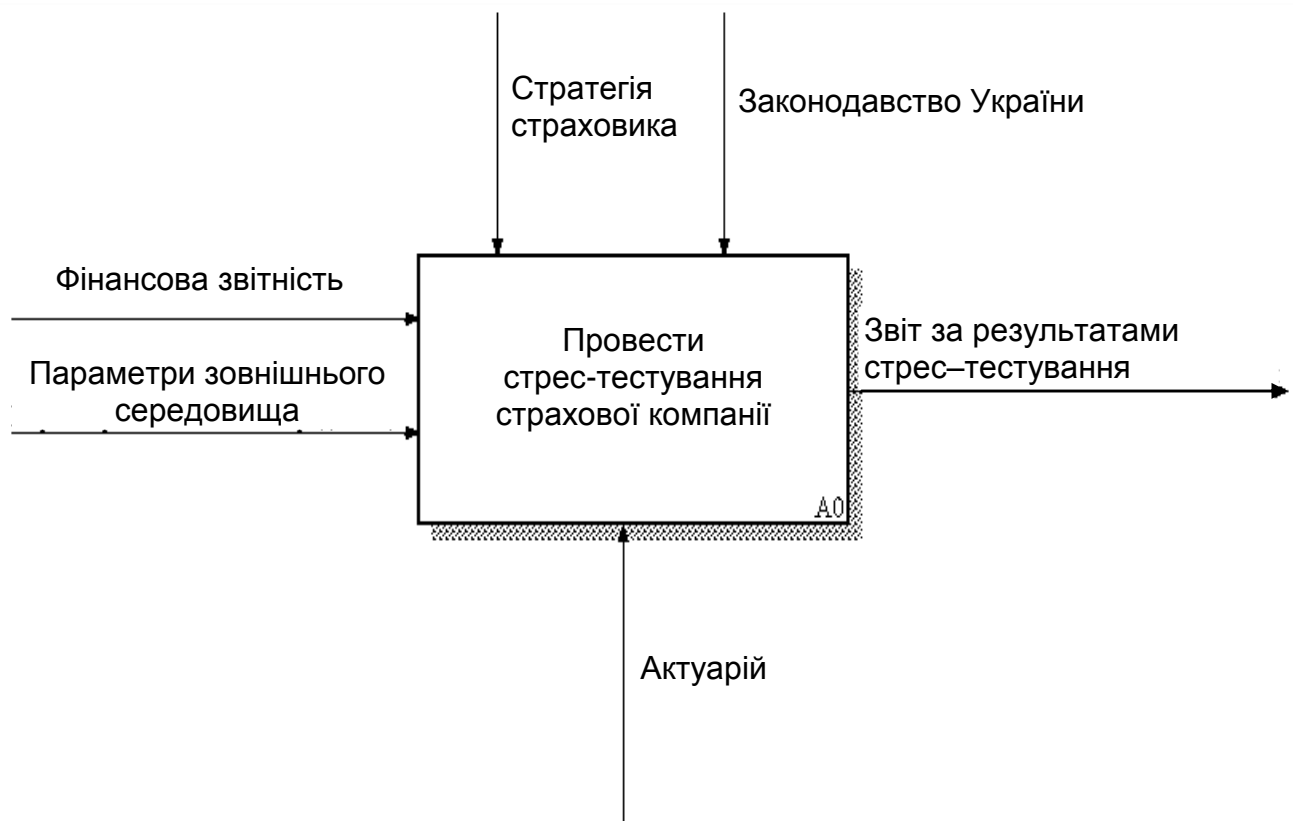 Стратегія
страховика
Законодавство України
Фінансова звітність
Параметри зовнішнього
середовища
Провести
стрес-тестування
страхової компанії
A0
Звіт за результатами
стрес–тестування
Актуарій